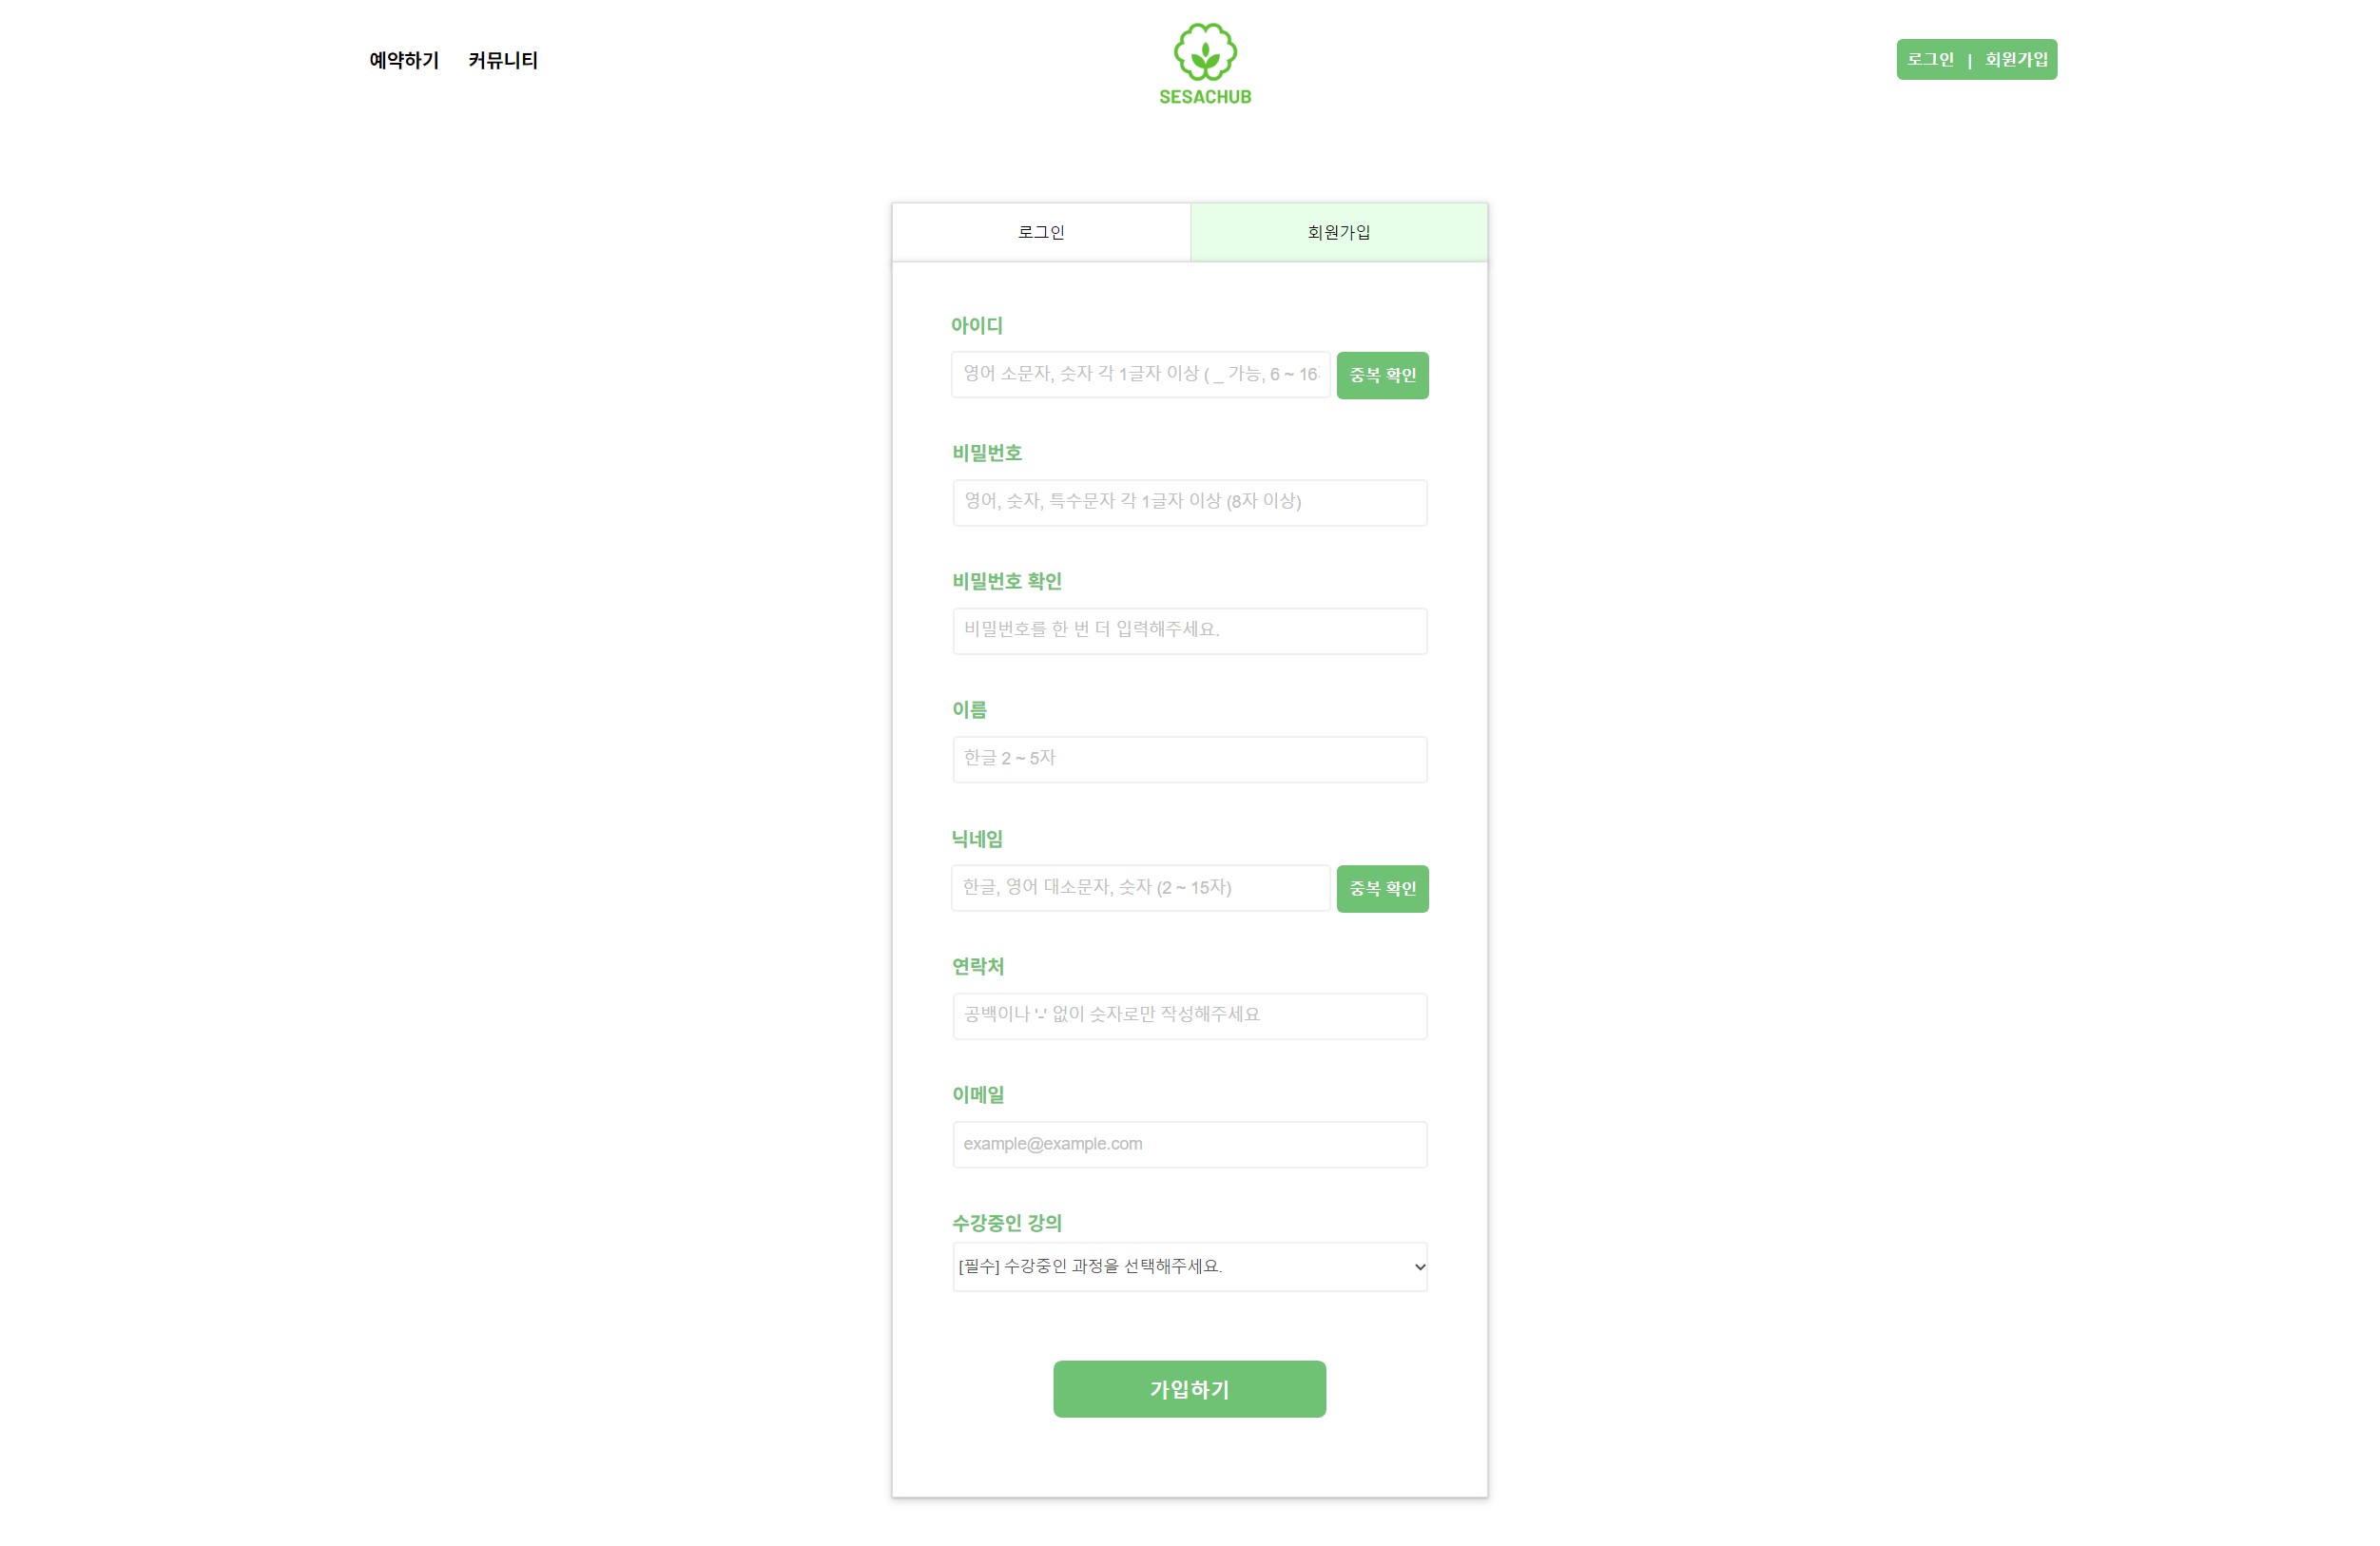 예약하기 커뮤니티
SESACHUB
로그인 | 회원가입
로그인 회원가입
아이디
영어 소문자, 숫자 각 1글자 이상 ( _ 가능, 6 ~ 16
중복 확인
비밀번호
영어, 숫자, 특수문자 각 1글자 이상 (8자 이상)
비밀번호 확인
비밀번호를 한 번 더 입력해주세요.
이름
한글 2 ~ 5자
닉네임
한글, 영어 대소문자, 숫자 (2 ~ 15자)
중복 확인
연락처
공백이나 '-' 없이 숫자로만 작성해주세요
이메일
example@example.com
수강중인 강의
[필수] 수강중인 과정을 선택해주세요.
가입하기